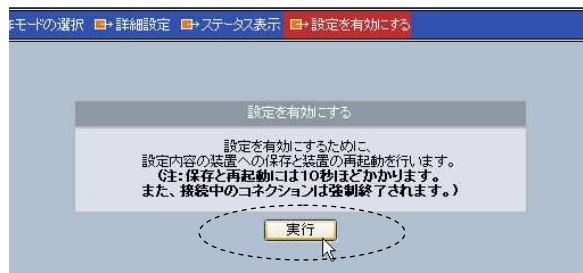 モードの選択 詳細設定 ステータス表示 設定を有効にする
設定を有効にする
設定を有効にするために、
設定内容の装置への保存と装置の再起動を行います。
(注:保存と再起動には10秒ほどかかります。
また、接続中のコネクションは強制終了されます。)
実行